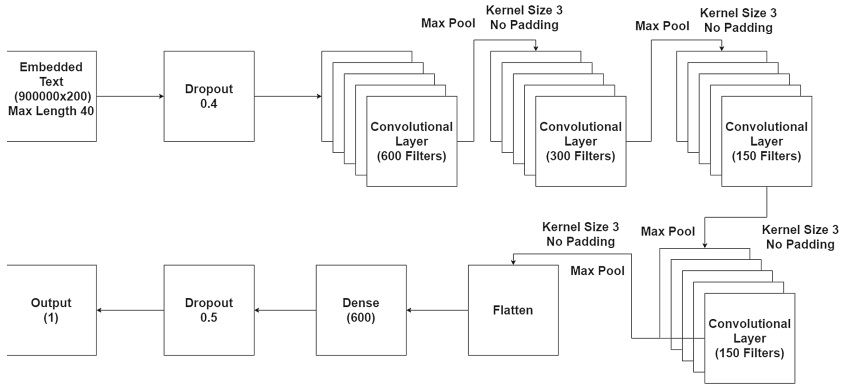 Embedded
Text
(900000x200)
Max Length 40
Dropout
0.4
Convolutional
Layer
(600 Filters)
Max Pool
Kernel Size 3
No Padding
Convolutional
Layer
(300 Filters)
Max Pool
Kernel Size 3
No Padding
Convolutional
Layer
(150 Filters)
Max Pool
Kernel Size 3
No Padding
Convolutional
Layer
(150 Filters)
Kernel Size 3
No Padding
Max Pool
Flatten
Dense
(600)
Dropout
0.5
Output
(1)